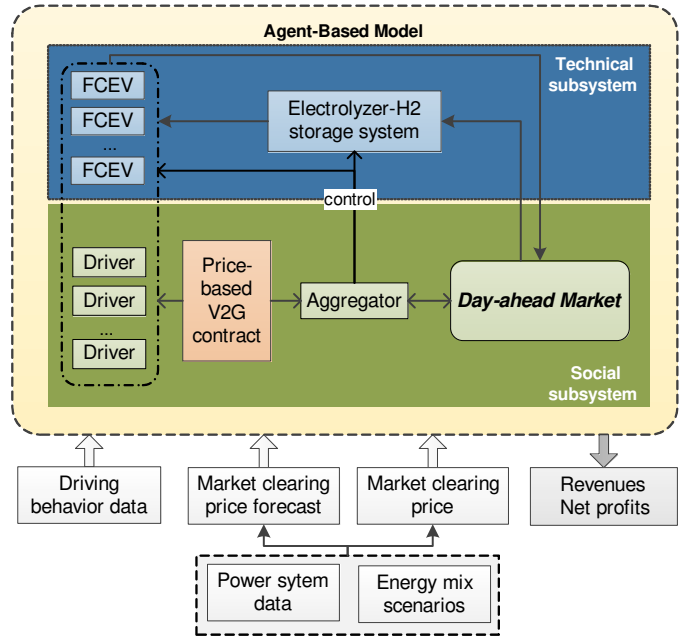 Agent-Based Model
Technical
subsystem
FCEV
FCEV
...
FCEV
Electrolyzer-H2
storage system
control
Driver
Driver
...
Driver
Price-
based
V2G
contract
Aggregator
Day-ahead Market
Social
subsystem
Driving
behavior data
Market clearing
price forecast
Market clearing
price
Revenues
Net profits
Power sytem
data
Energy mix
scenarios